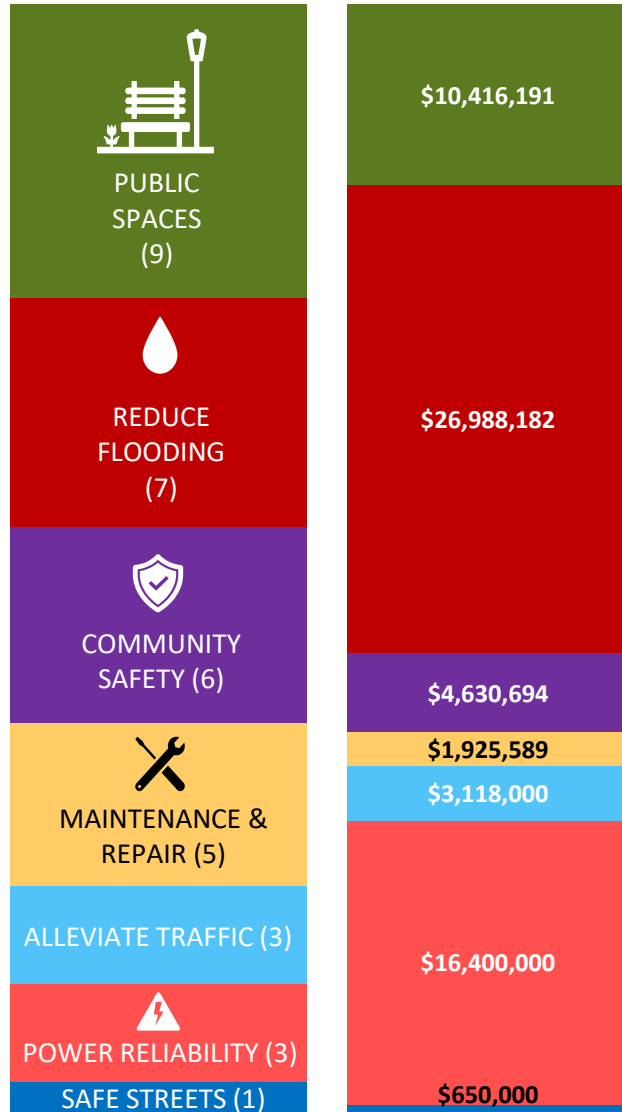 PUBLIC
SPACES
(9)
REDUCE
FLOODING
(7)
COMMUNITY
SAFETY (6)
MAINTENANCE &
REPAIR (5)
ALLEVIATE TRAFFIC (3)
POWER RELIABILITY (3)
SAFE STREETS (1)
$10,416,191
$26,988,182
$4,630,694
$1,925,589
$3,118,000
$16,400,000
$650,000